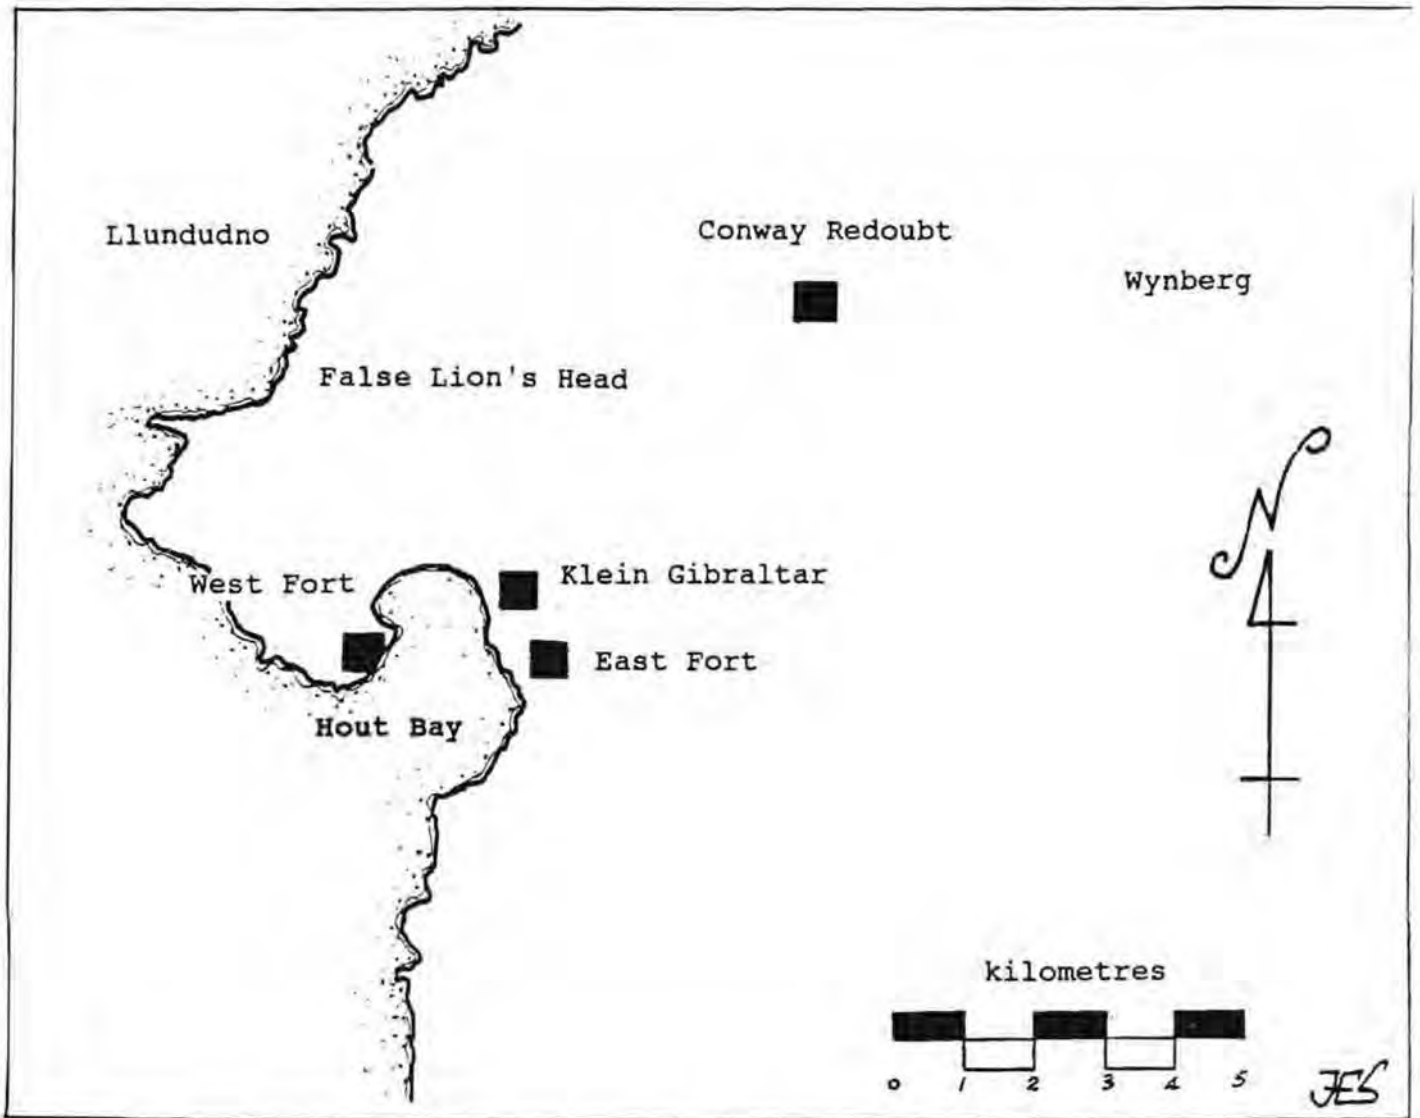 Llundudno
Conway Redoubt
Wynberg
False Lion's Head
N
West Fort
Klein Gibraltar
East Fort
Hout Bay
kilometres
0 1 2 3 4 5
JES